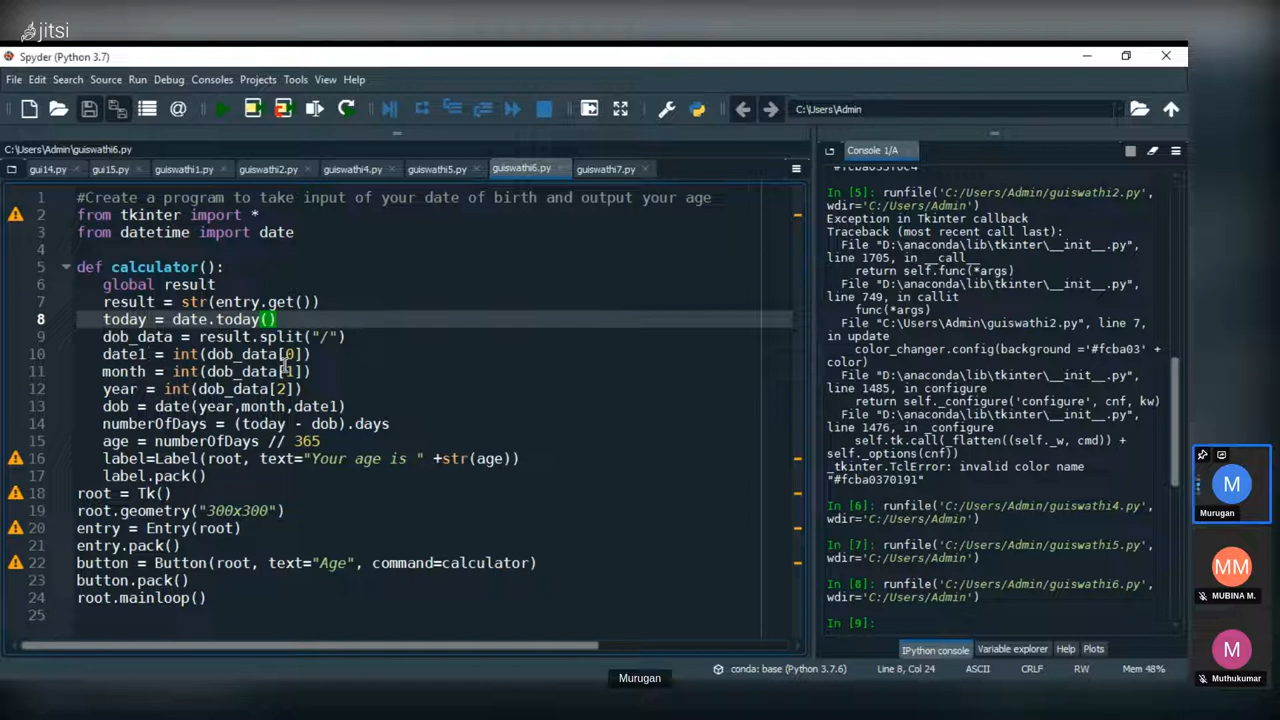 jitsi
Spyder (Python 3.7)
File Edit Search Source Run Debug Consoles Projects Tools View Help
C:\Users\Admin
C:\Users\Admin\guiswathi6.py
gui14.py gui15.py guiswathi1.py guiswathi2.py guiswathi4.py guiswathi5.py guiswathi6.py guiswathi7.py
1 #Create a program to take input of your date of birth and output your age
2 from tkinter import *
3 from datetime import date
4
5 def calculator():
6 global result
7 result = str(entry.get())
8 today = date.today()
9 dob_data = result.split("/")
10 date1 = int(dob_data[0])
11 month = int(dob_data[1])
12 year = int(dob_data[2])
13 dob = date(year,month,date1)
14 numberOfDays = (today - dob).days
15 age = numberOfDays // 365
16 label=Label(root, text="Your age is " +str(age))
17 label.pack()
18 root = Tk()
19 root.geometry("300x300")
20 entry = Entry(root)
21 entry.pack()
22 button = Button(root, text="Age", command=calculator)
23 button.pack()
24 root.mainloop()
25
Console 1/A
In [5]: runfile('C:/Users/Admin/guiswathi2.py',
wdir='C:/Users/Admin')
Exception in Tkinter callback
Traceback (most recent call last):
File "D:\anaconda\lib\tkinter\__init__.py",
line 1705, in __call__
return self.func(*args)
File "D:\anaconda\lib\tkinter\__init__.py",
line 749, in callit
func(*args)
File "C:\Users\Admin\guiswathi2.py", line 7,
in update
color_changer.config(background ='#fcba03' +
color)
File "D:\anaconda\lib\tkinter\__init__.py",
line 1485, in configure
return self._configure('configure', cnf, kw)
File "D:\anaconda\lib\tkinter\__init__.py",
line 1476, in _configure
self.tk.call(_flatten((self._w, cmd)) +
self._options(cnf))
_tkinter.TclError: invalid color name
"#fcba0370191"
In [6]: runfile('C:/Users/Admin/guiswathi4.py',
wdir='C:/Users/Admin')
In [7]: runfile('C:/Users/Admin/guiswathi5.py',
wdir='C:/Users/Admin')
In [8]: runfile('C:/Users/Admin/guiswathi6.py',
wdir='C:/Users/Admin')
In [9]:
IPython console Variable explorer Help Plots
conda: base (Python 3.7.6) Line 8, Col 24 ASCII CRLF RW Mem 48%
Murugan
M
Murugan
MM
MUBINA M.
M
Muthukumar